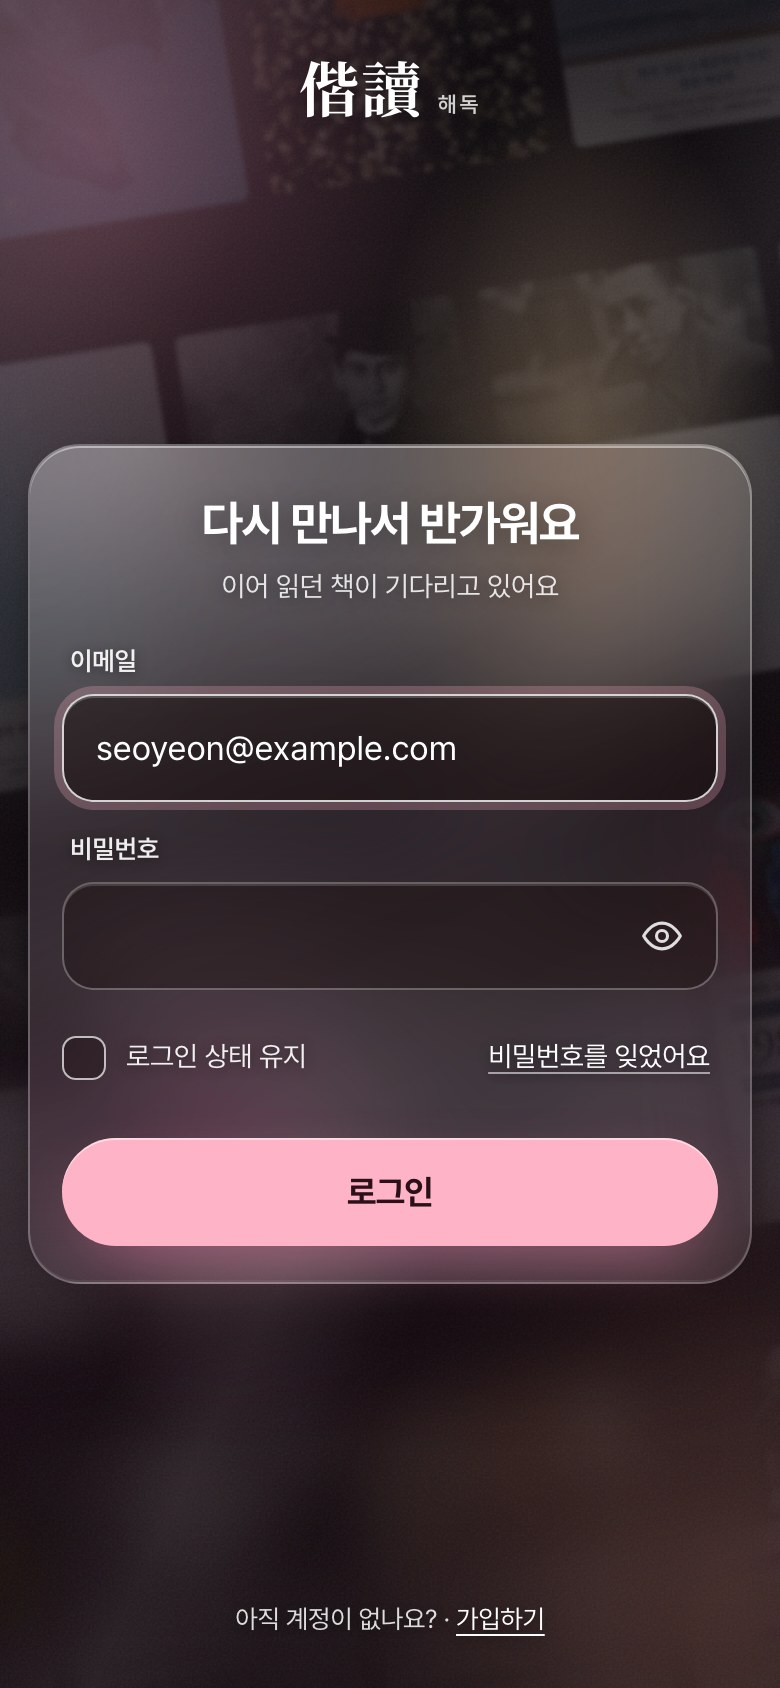 偕讀 해독
다시 만나서 반가워요
이어 읽던 책이 기다리고 있어요
이메일
seoyeon@example.com
비밀번호
로그인 상태 유지 비밀번호를 잊었어요
로그인
아직 계정이 없나요? · 가입하기